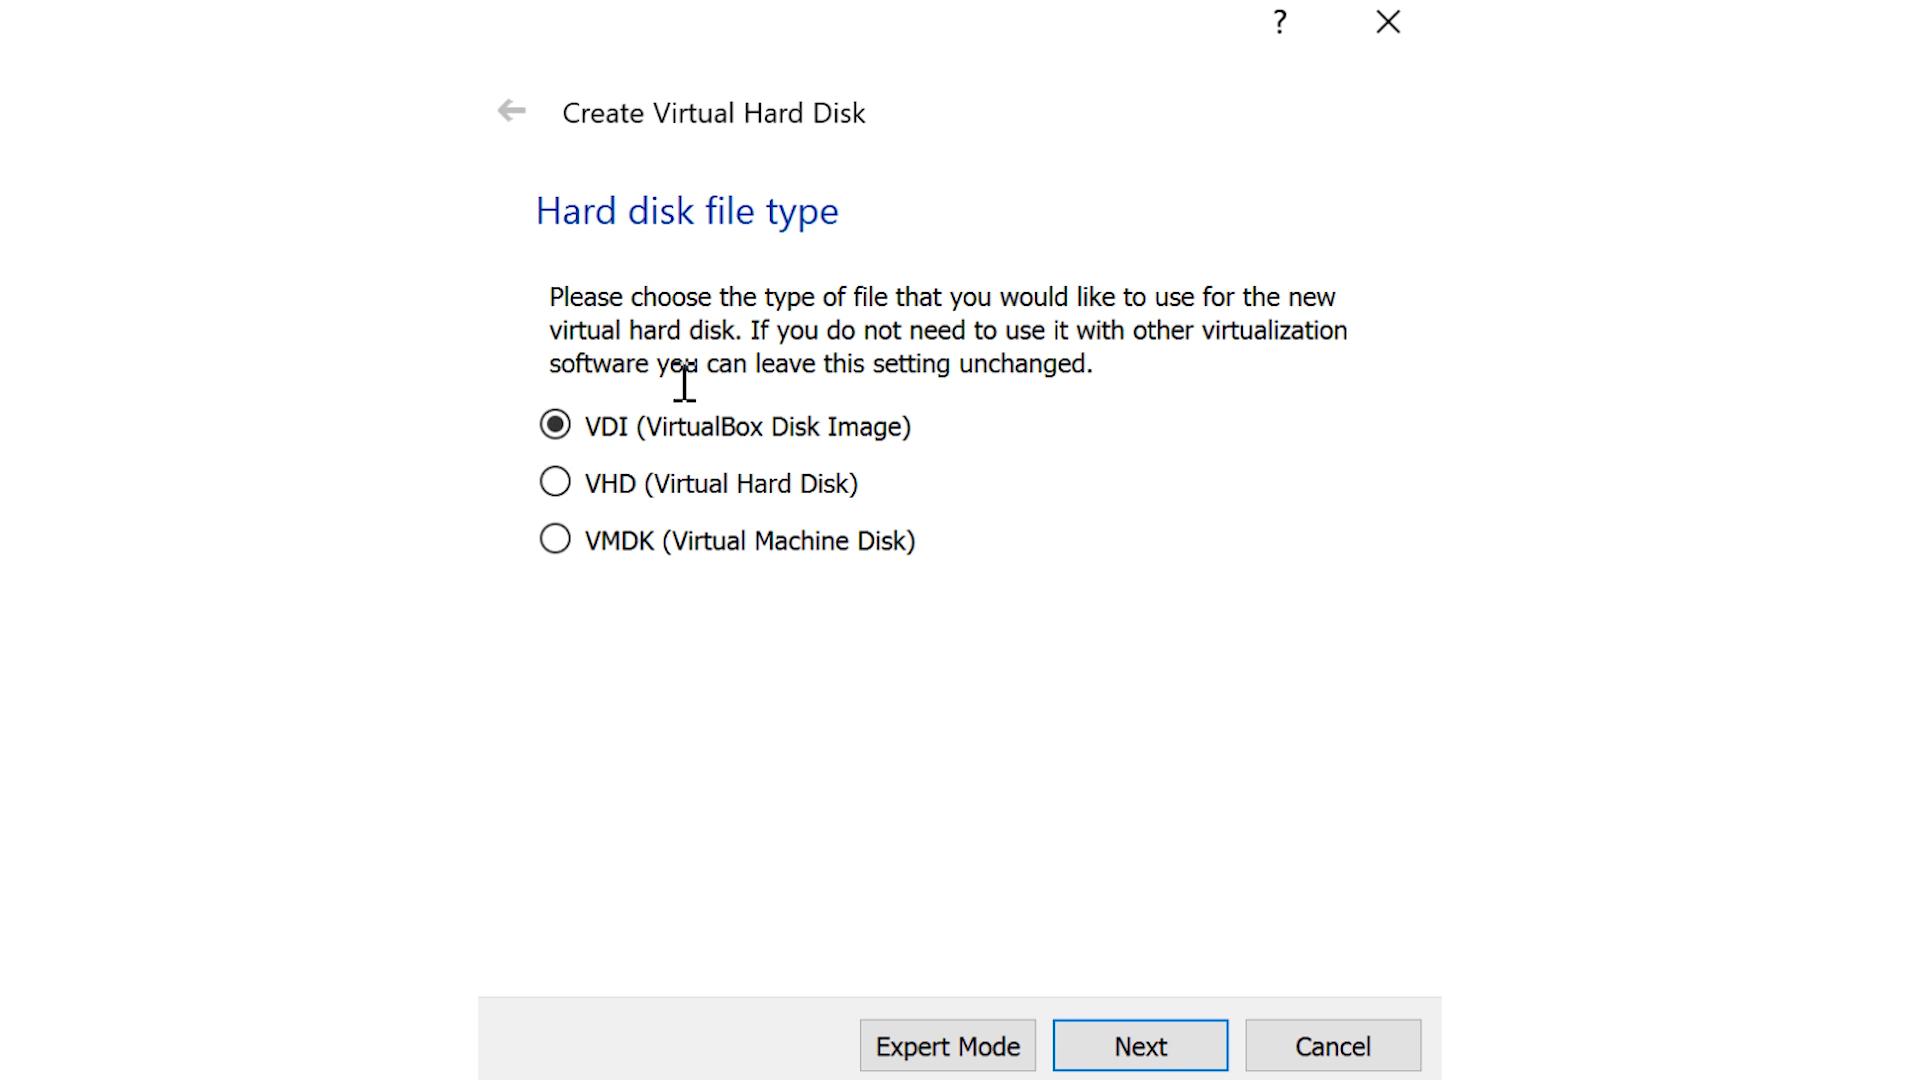 ?
Create Virtual Hard Disk
Hard disk file type
Please choose the type of file that you would like to use for the new
virtual hard disk. If you do not need to use it with other virtualization
software you can leave this setting unchanged.
VDI (VirtualBox Disk Image)
VHD (Virtual Hard Disk)
VMDK (Virtual Machine Disk)
Expert Mode
Next
Cancel